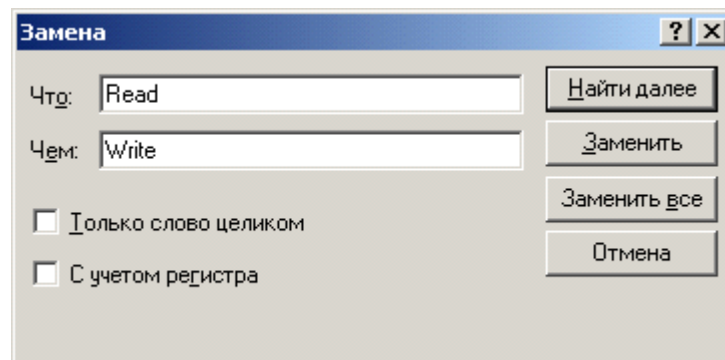 Замена
Что: Read
Найти далее
Чем: Write
Заменить
Заменить все
Только слово целиком
Отмена
С учетом регистра